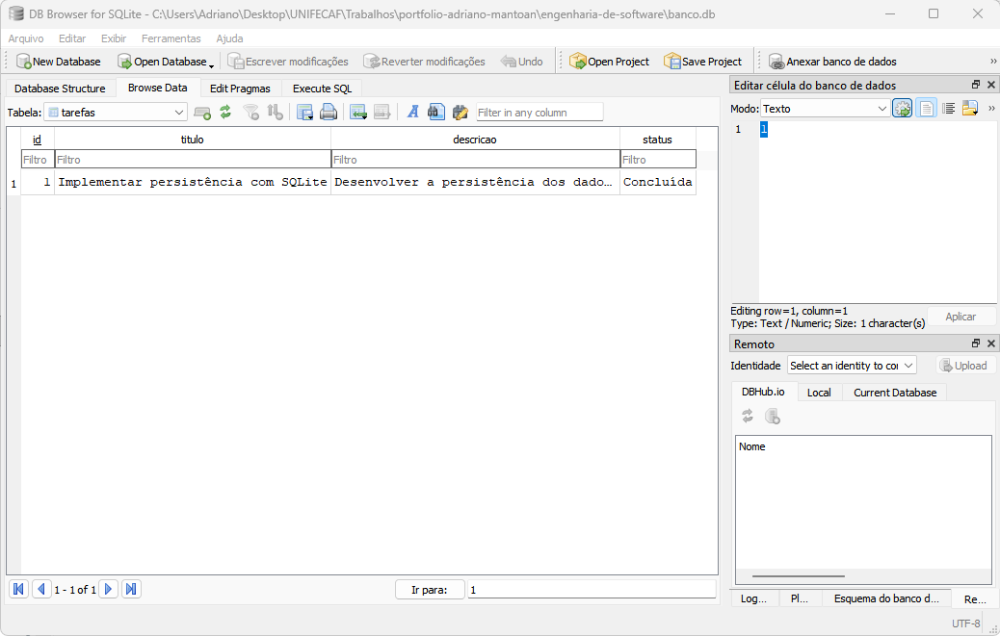 DB Browser for SQLite - C:\Users\Adriano\Desktop\UNIFECAF\Trabalhos\portfolio-adriano-mantoan\engenharia-de-software\banco.db
Arquivo Editar Exibir Ferramentas Ajuda
New Database Open Database Escrever modificações Reverter modificações Undo Open Project Save Project Anexar banco de dados »
Database Structure Browse Data Edit Pragmas Execute SQL
Tabela: tarefas Filter in any column
id titulo descricao status
Filtro Filtro Filtro Filtro
1 1 Implementar persistência com SQLite Desenvolver a persistência dos dado… Concluída
1 - 1 of 1 Ir para: 1
Editar célula do banco de dados
Modo: Texto »
1 1
Editing row=1, column=1
Type: Text / Numeric; Size: 1 character(s)
Aplicar
Remoto
Identidade Select an identity to cor Upload
DBHub.io Local Current Database
Nome
Log... Pl... Esquema do banco d... Re...
UTF-8